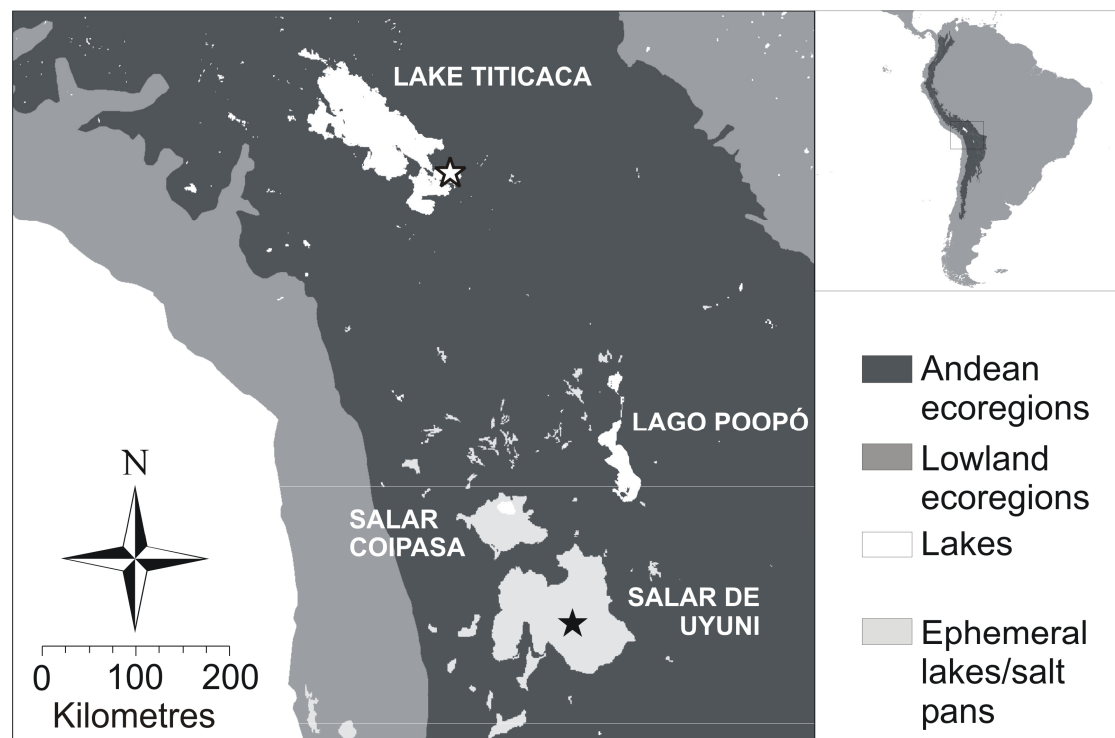 LAKE TITICACA
LAGO POOPÓ
SALAR
COIPASA
SALAR DE
UYUNI
N
0 100 200
Kilometres
Andean
ecoregions
Lowland
ecoregions
Lakes
Ephemeral
lakes/salt
pans